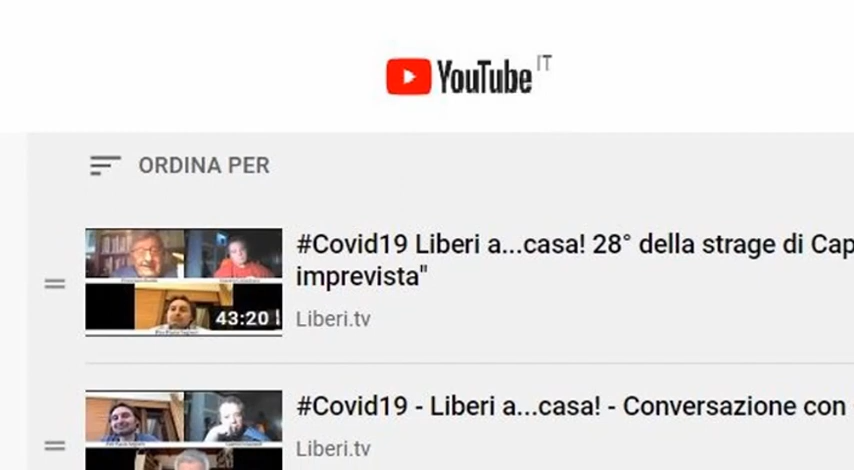 YouTube IT
ORDINA PER
#Covid19 Liberi a...casa! 28° della strage di Cap
imprevista"
43:20
Liberi.tv
#Covid19 - Liberi a...casa! - Conversazione con
Liberi.tv